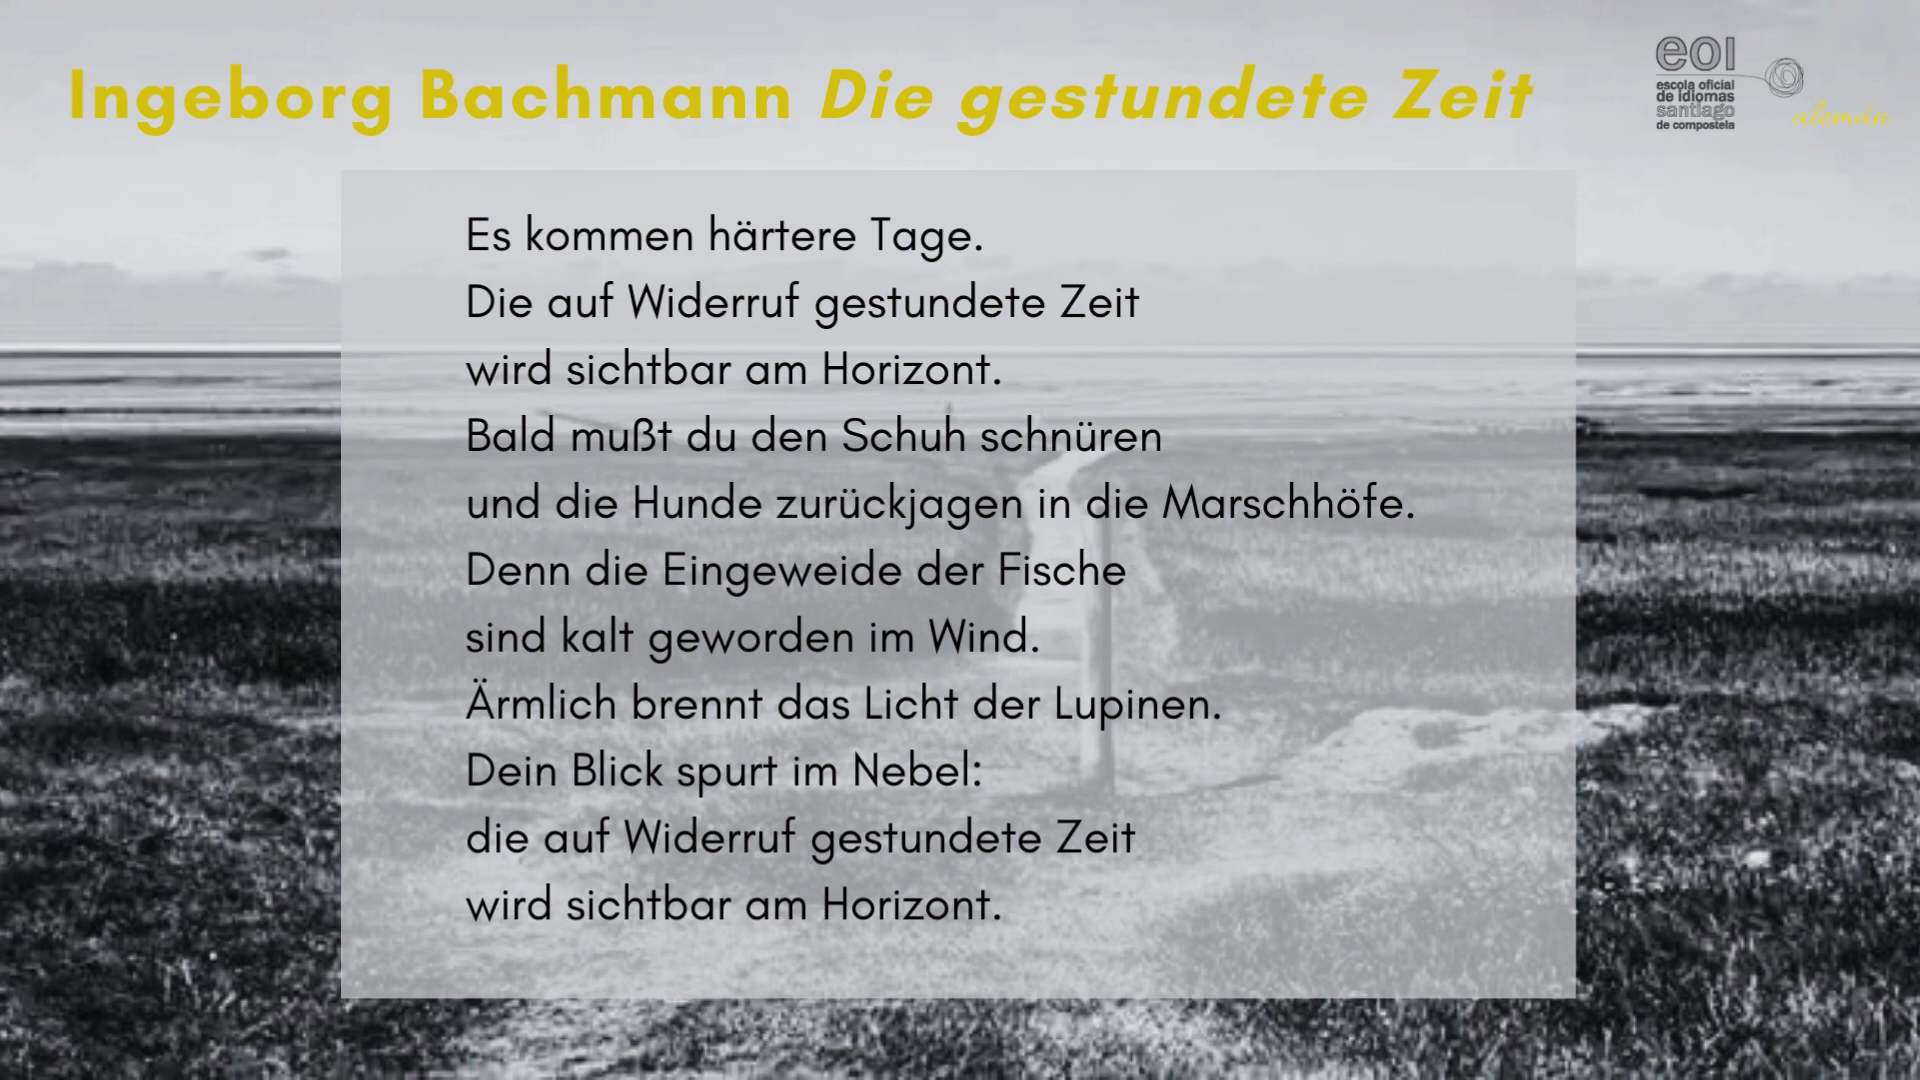 Ingeborg Bachmann Die gestundete Zeit
eoi
escola oficial
de idiomas
santiago
de compostela
alemán
Es kommen härtere Tage.
Die auf Widerruf gestundete Zeit
wird sichtbar am Horizont.
Bald mußt du den Schuh schnüren
und die Hunde zurückjagen in die Marschhöfe.
Denn die Eingeweide der Fische
sind kalt geworden im Wind.
Ärmlich brennt das Licht der Lupinen.
Dein Blick spurt im Nebel:
die auf Widerruf gestundete Zeit
wird sichtbar am Horizont.